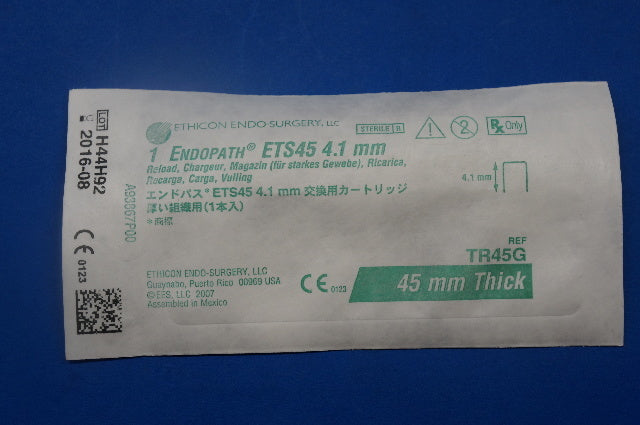 ETHICON ENDO-SURGERY, LLC
STERILE R
Rx Only
1 ENDOPATH® ETS45 4.1 mm
Reload, Chargeur, Magazin (für starkes Gewebe), Ricarica,
Recarga, Carga, Vulling
エンドパス® ETS45 4.1 mm 交換用カートリッジ
厚い組織用(1本入)
*商標
4.1 mm
REF
TR45G
45 mm Thick
ETHICON ENDO-SURGERY, LLC
Guaynabo, Puerto Rico 00969 USA
©EES, LLC 2007
Assembled in Mexico
CE 0123
LOT H44H92
2016-08
CE 0123